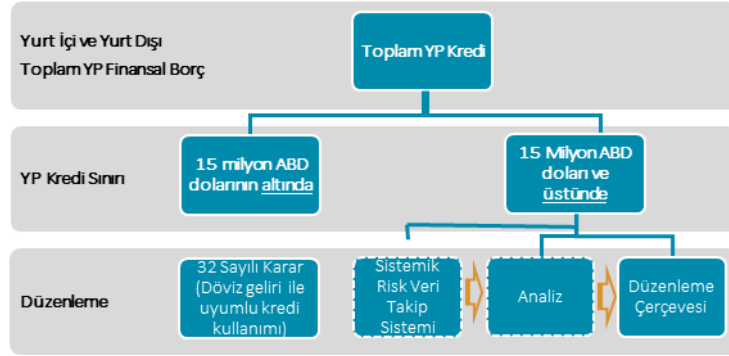 Yurt İçi ve Yurt Dışı
Toplam YP Finansal Borç
Toplam YP Kredi
YP Kredi Sınırı
15 milyon ABD
dolarının altında
15 Milyon ABD
doları ve
üstünde
Düzenleme
32 Sayılı Karar
(Döviz geliri ile
uyumlu kredi
kullanımı)
Sistemik
Risk Veri
Takip
Sistemi
Analiz
Düzenleme
Çerçevesi